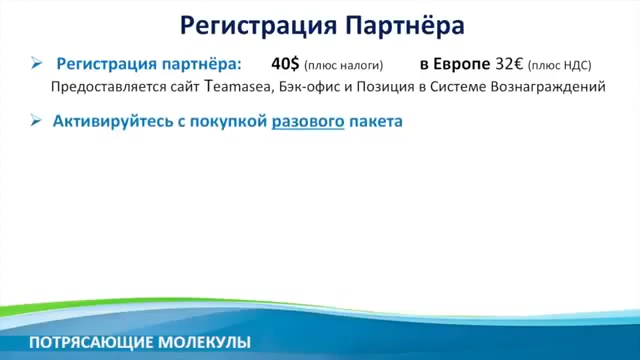 Регистрация Партнёра
Регистрация партнёра: 40$ (плюс налоги) в Европе 32€ (плюс НДС)
Предоставляется сайт Teamasea, Бэк-офис и Позиция в Системе Вознаграждений
Активируйтесь с покупкой разового пакета
ПОТРЯСАЮЩИЕ МОЛЕКУЛЫ